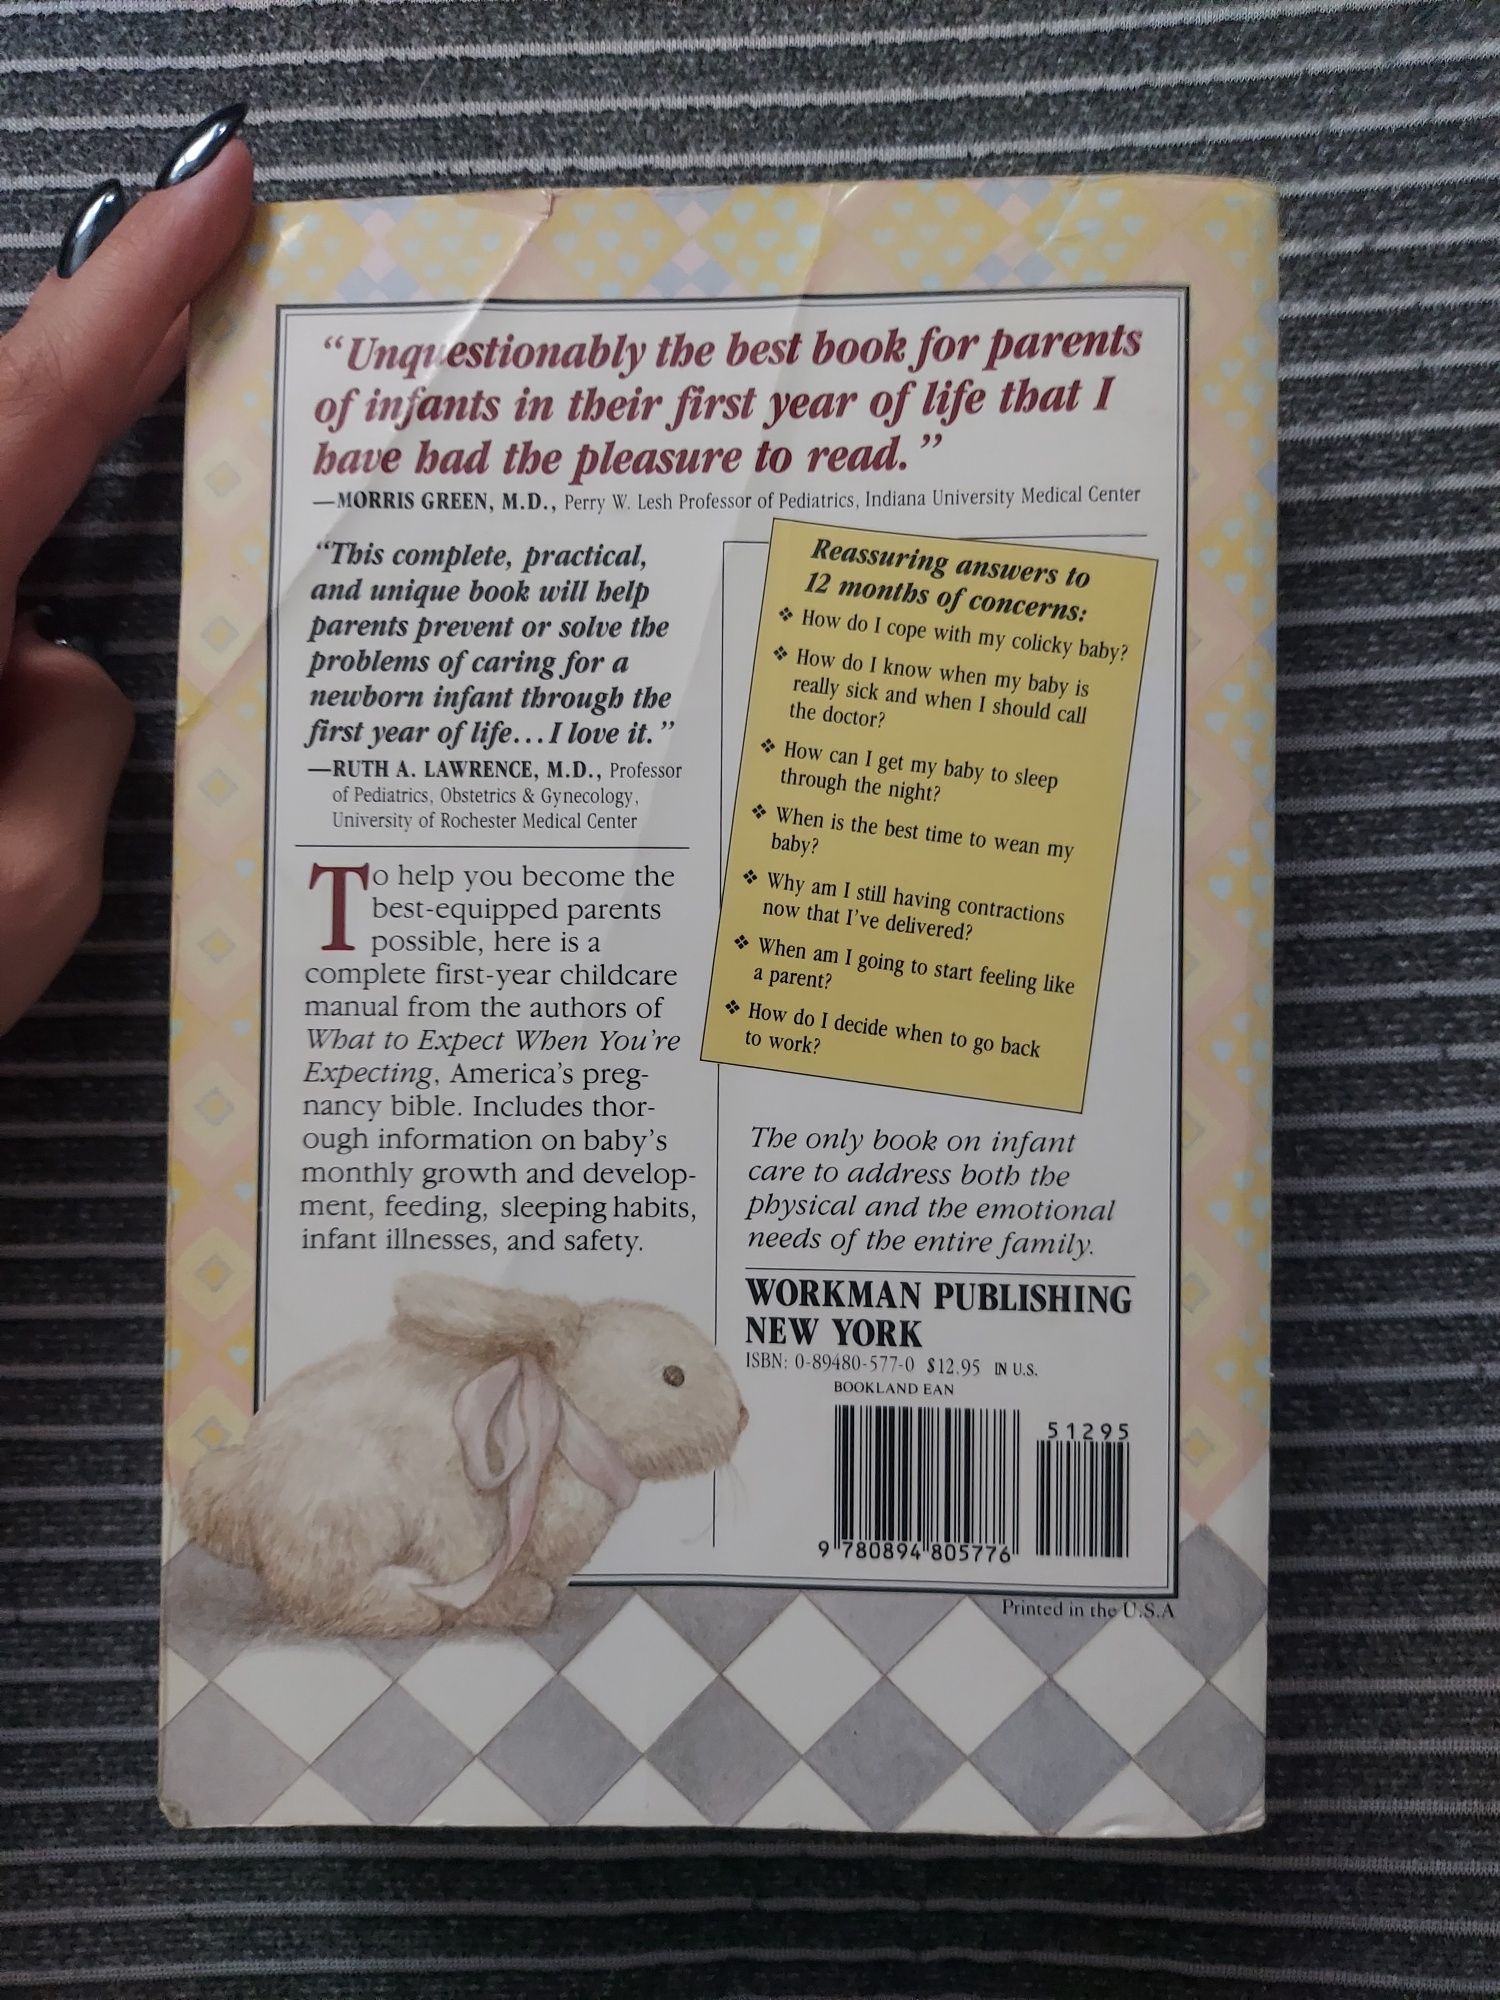 “Unquestionably the best book for parents
of infants in their first year of life that I
have had the pleasure to read.”
—MORRIS GREEN, M.D., Perry W. Lesh Professor of Pediatrics, Indiana University Medical Center
“This complete, practical,
and unique book will help
parents prevent or solve the
problems of caring for a
newborn infant through the
first year of life...I love it.”
—RUTH A. LAWRENCE, M.D., Professor
of Pediatrics, Obstetrics & Gynecology,
University of Rochester Medical Center
To help you become the
best-equipped parents
possible, here is a
complete first-year childcare
manual from the authors of
What to Expect When You're
Expecting, America's preg-
nancy bible. Includes thor-
ough information on baby's
monthly growth and develop-
ment, feeding, sleeping habits,
infant illnesses, and safety.
Reassuring answers to
12 months of concerns:
❖ How do I cope with my colicky baby?
❖ How do I know when my baby is
really sick and when I should call
the doctor?
❖ How can I get my baby to sleep
through the night?
❖ When is the best time to wean my
baby?
❖ Why am I still having contractions
now that I've delivered?
❖ When am I going to start feeling like
a parent?
❖ How do I decide when to go back
to work?
The only book on infant
care to address both the
physical and the emotional
needs of the entire family.
WORKMAN PUBLISHING
NEW YORK
ISBN: 0-89480-577-0 $12.95 IN U.S.
BOOKLAND EAN
51295
9 780894 805776
Printed in the U.S.A